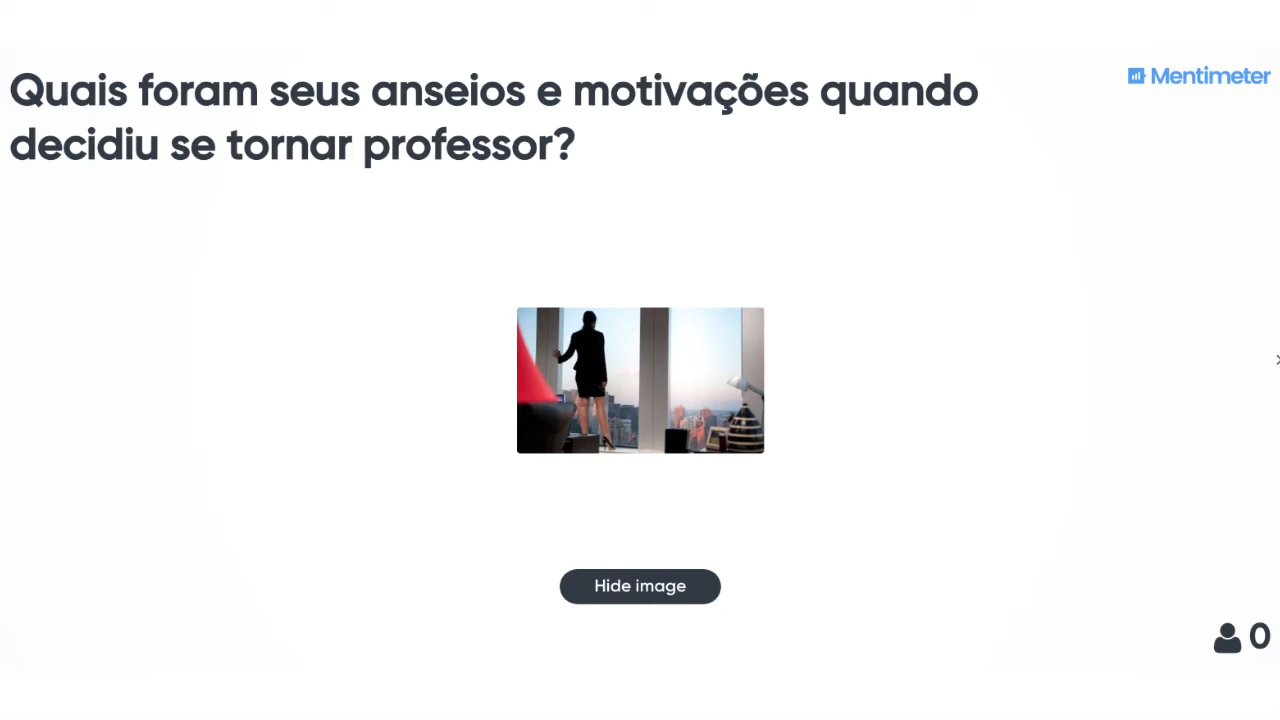 Quais foram seus anseios e motivações quando
decidiu se tornar professor?
Mentimeter
Hide image
0